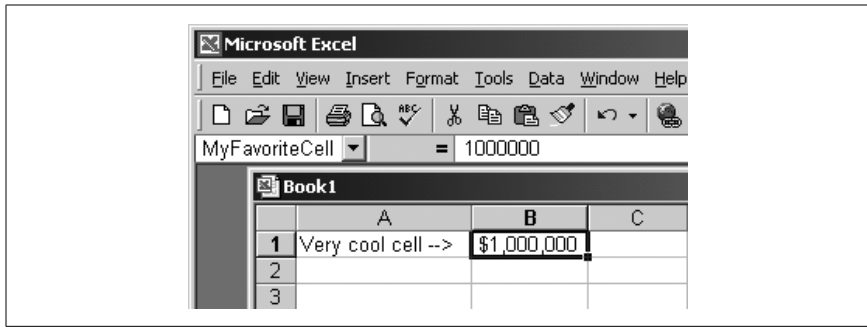 Microsoft Excel
File Edit View Insert Format Tools Data Window Help
ABC
MyFavoriteCell = 1000000
Book1
A B C
1 Very cool cell --> $1,000,000
2
3